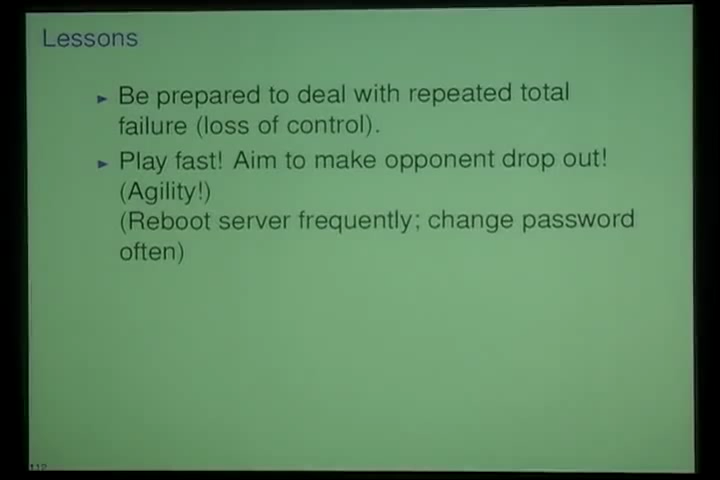 Lessons
► Be prepared to deal with repeated total
failure (loss of control).
► Play fast! Aim to make opponent drop out!
(Agility!)
(Reboot server frequently; change password
often)
112